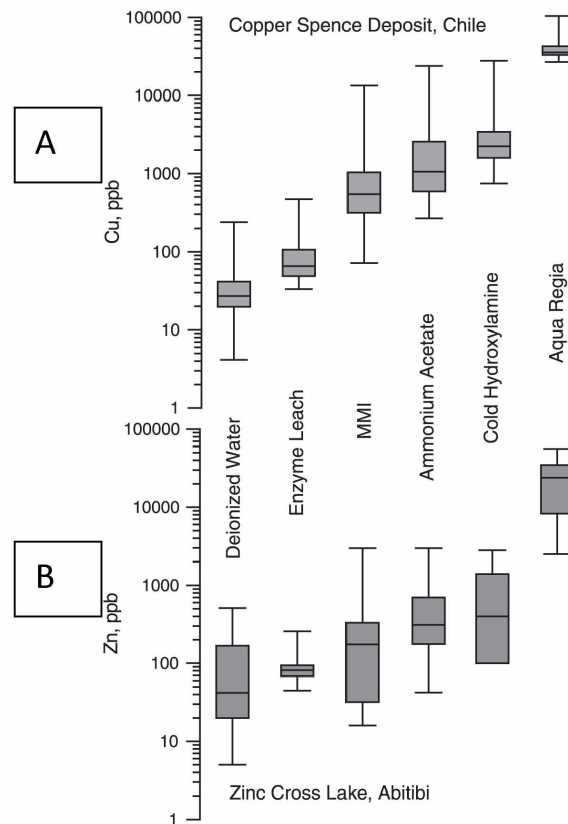 Copper Spence Deposit, Chile
A
Cu, ppb
100000
10000
1000
100
10
1
Deionized Water
Enzyme Leach
MMI
Ammonium Acetate
Cold Hydroxylamine
Aqua Regia
B
Zn, ppb
100000
10000
1000
100
10
1
Zinc Cross Lake, Abitibi